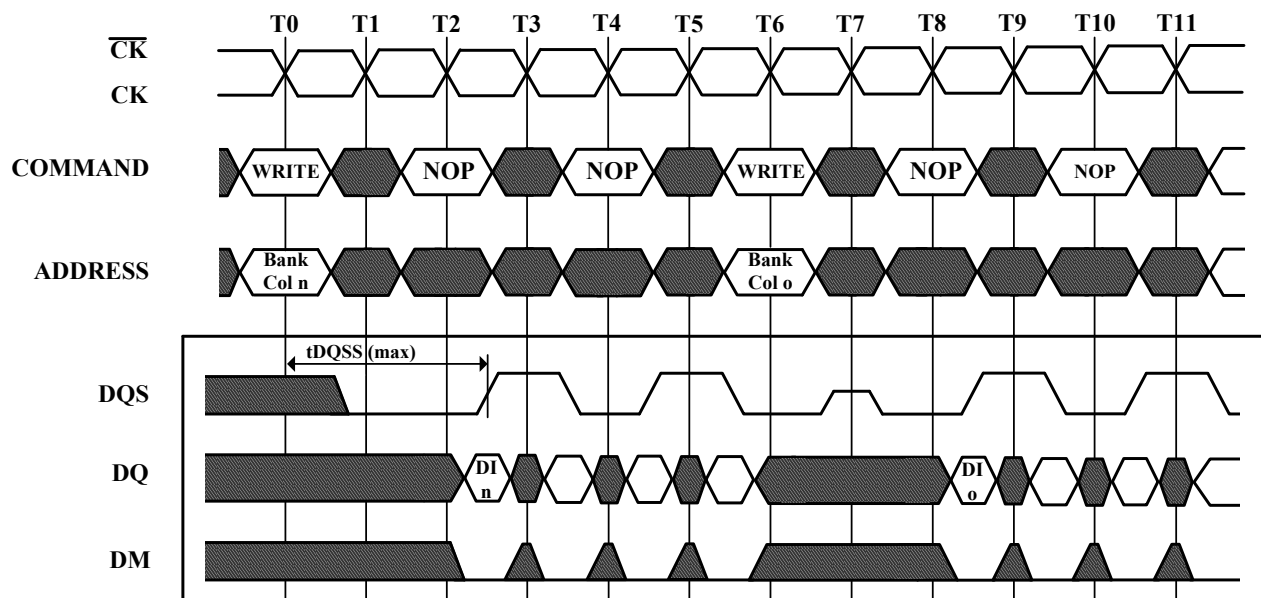 T0 T1 T2 T3 T4 T5 T6 T7 T8 T9 T10 T11
CK
CK
COMMAND WRITE NOP NOP WRITE NOP NOP
ADDRESS Bank Col n Bank Col o
tDQSS (max)
DQS
DQ DI n DI o
DM